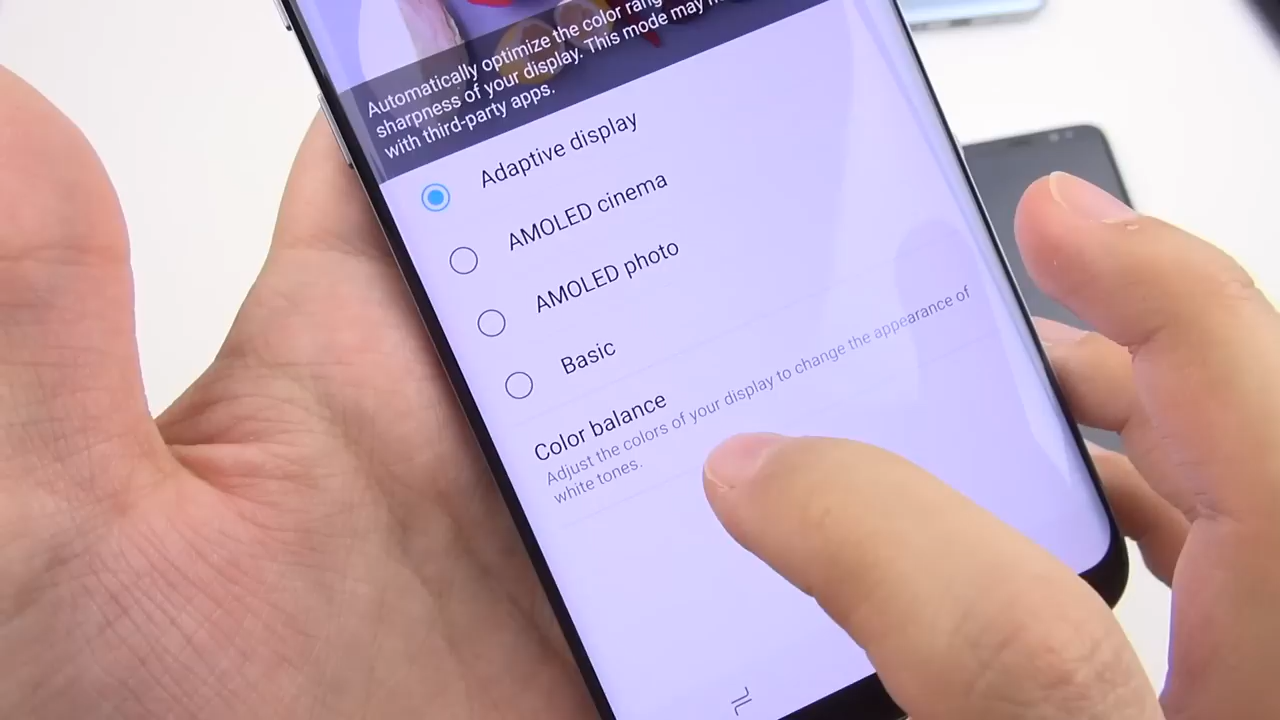 Automatically optimize the color
sharpness of your display. This mode may
with third-party apps.
Adaptive display
AMOLED cinema
AMOLED photo
Basic
Color balance
Adjust the colors of your display to change the appearance of
white tones.